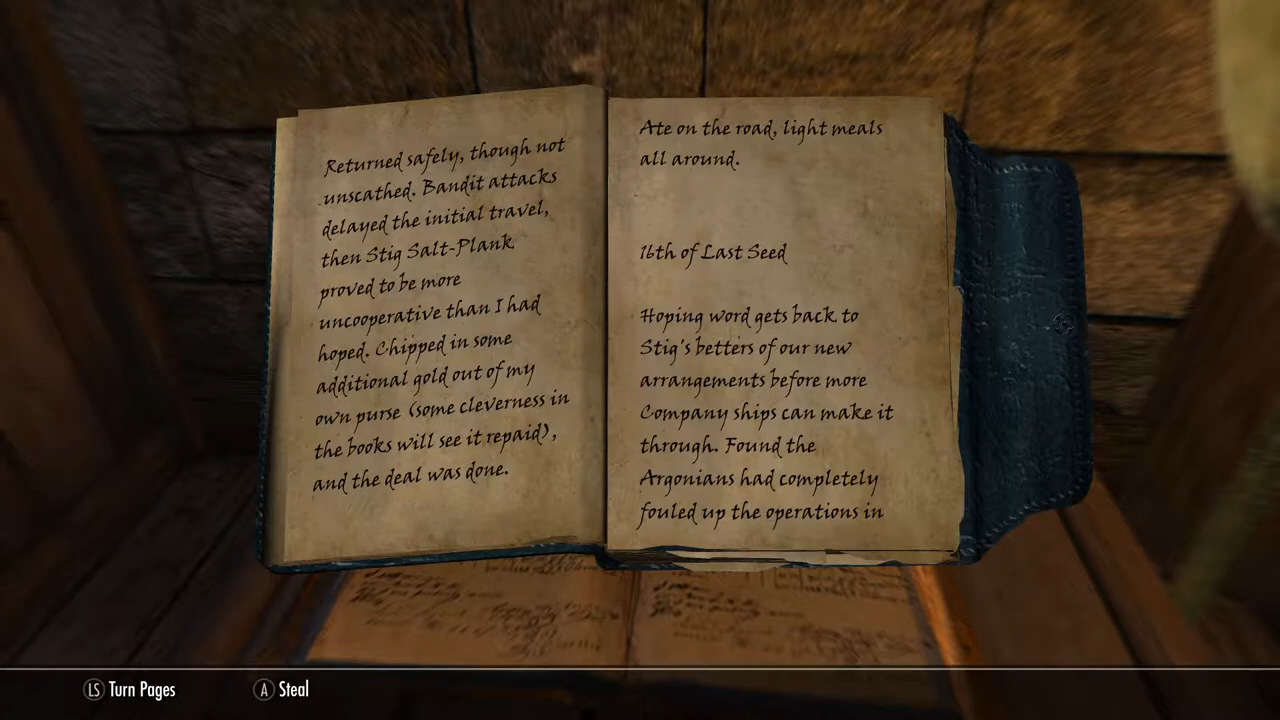 Returned safely, though not
unscathed. Bandit attacks
delayed the initial travel,
then Stig Salt-Plank
proved to be more
uncooperative than I had
hoped. Chipped in some
additional gold out of my
own purse (some cleverness in
the books will see it repaid),
and the deal was done.
Ate on the road, light meals
all around.
16th of Last Seed
Hoping word gets back to
Stig's betters of our new
arrangements before more
Company ships can make it
through. Found the
Argonians had completely
fouled up the operations in
LS Turn Pages
A Steal